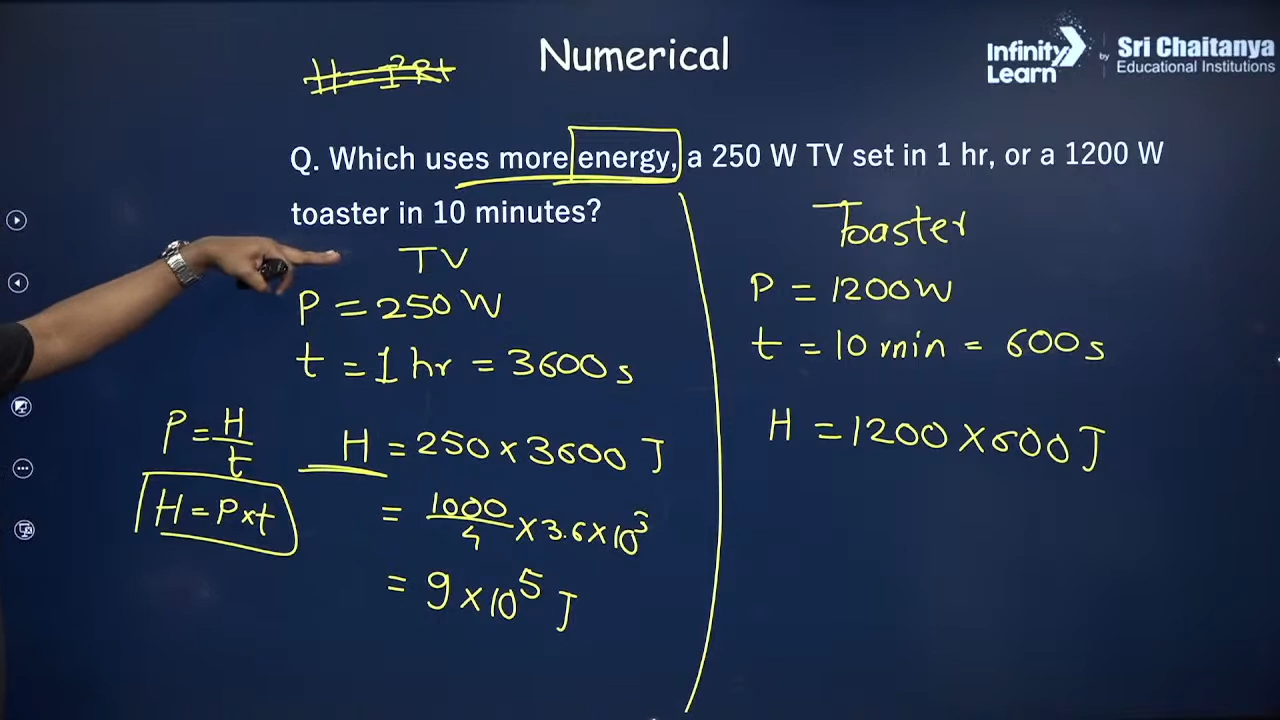 Numerical
Infinity Learn by Sri Chaitanya Educational Institutions
H = I²Rt
Q. Which uses more energy, a 250 W TV set in 1 hr, or a 1200 W
toaster in 10 minutes?
TV
P = 250 W
t = 1 hr = 3600 s
P = H/t
H = P×t
H = 250 × 3600 J
= 1000/4 × 3.6 × 10³
= 9 × 10⁵ J
Toaster
P = 1200 W
t = 10 min = 600 s
H = 1200 × 600 J